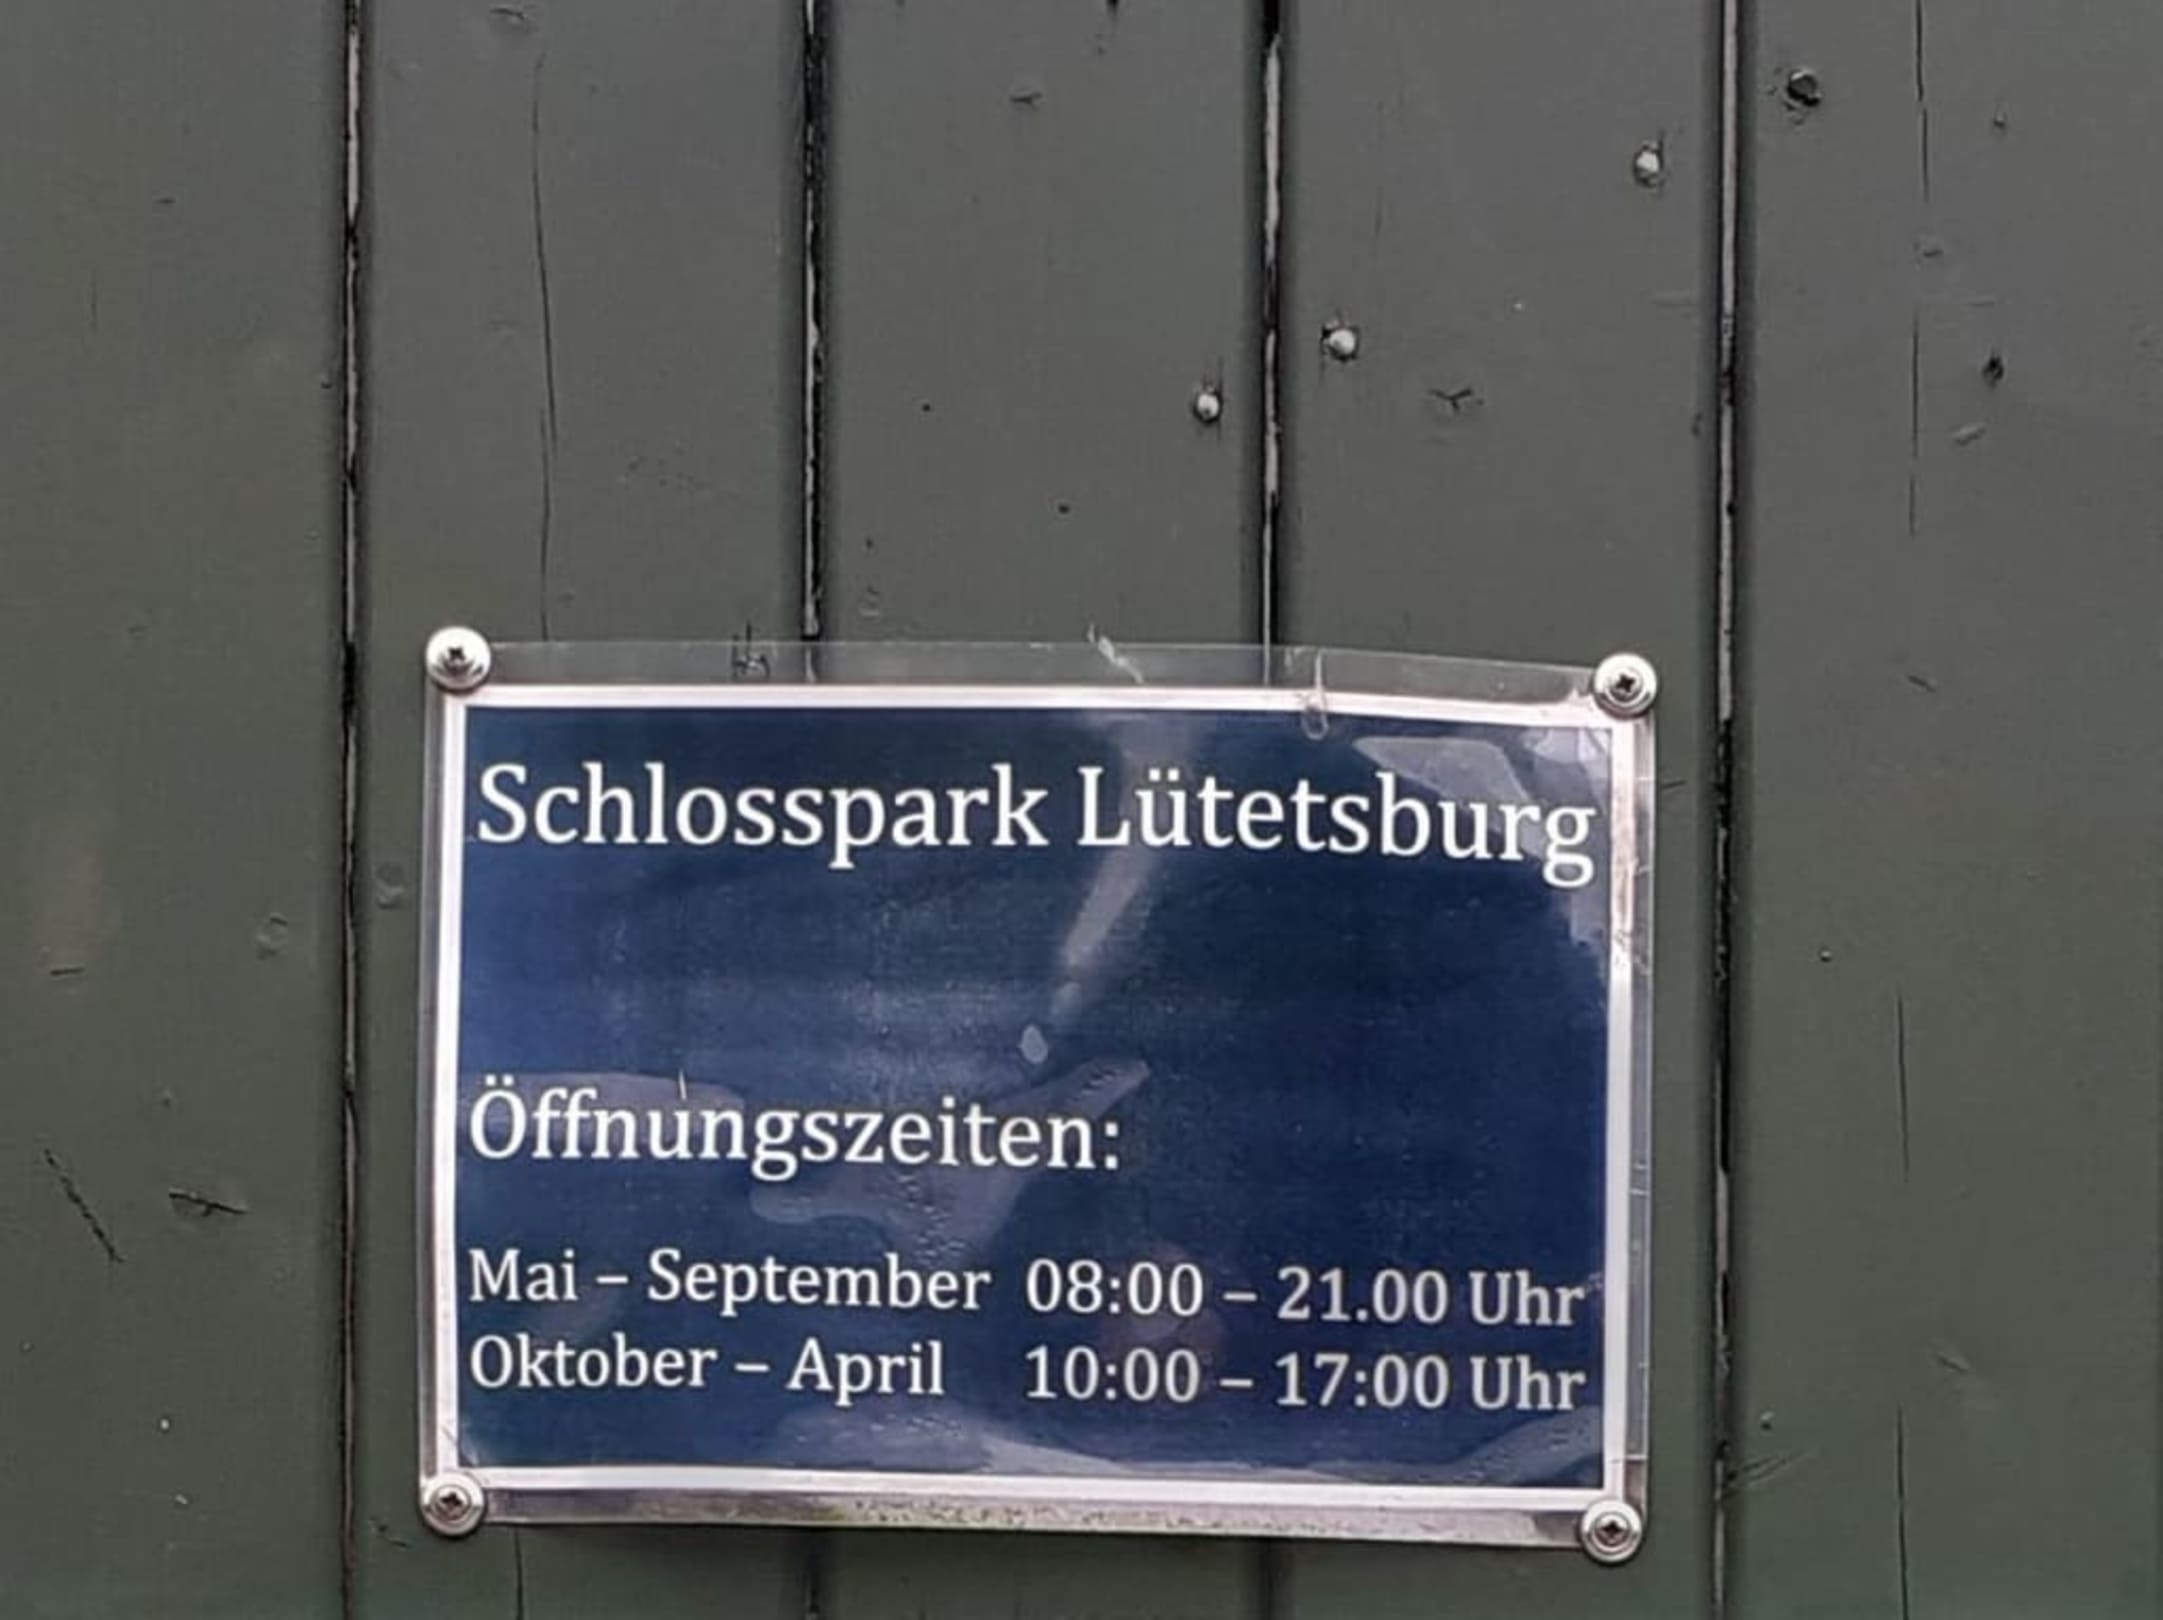 Schlosspark Lütetsburg
Öffnungszeiten:
Mai – September 08:00 – 21.00 Uhr
Oktober – April 10:00 – 17:00 Uhr